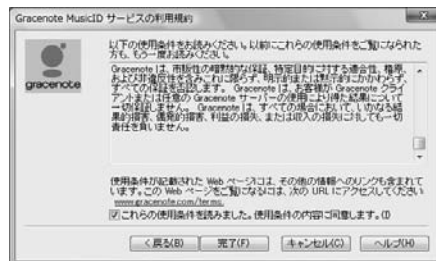 Gracenote MusicID サービスの利用規約
以下の使用条件をお読みください。以前にこれらの使用条件をご覧になられた
方も、もう一度お読みください。
gracenote
Gracenote は、市販性の暗黙的な保証、特定目的に対する適合性、権原、
および非違反性を含みこれに限らず、明示的または黙示的にかかわらず、
すべての保証を否認します。 Gracenote は、お客様が Gracenote クライ
アントまたは任意の Gracenote サーバーの使用により得た結果について
一切保証しません。 Gracenote は、すべての場合において、いかなる結
果的損害、偶発的損害、利益の損失、または収入の損失に対しても一切
責任を負いません。
使用条件が記載された Web ページには、その他の情報へのリンクも含まれて
います。この Web ページをご覧になるには、次の URL にアクセスしてください
www.gracenote.com/terms.
これらの使用条件を読みました。使用条件の内容に同意します。(I)
< 戻る(B)
完了(F)
キャンセル(C)
ヘルプ(H)